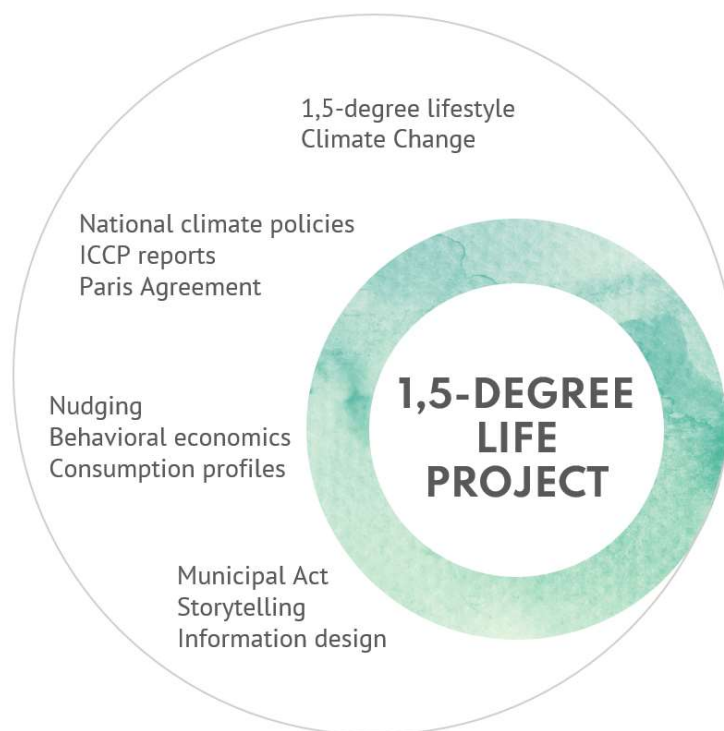 1,5-degree lifestyle
Climate Change
National climate policies
ICCP reports
Paris Agreement
Nudging
Behavioral economics
Consumption profiles
Municipal Act
Storytelling
Information design
1,5-DEGREE
LIFE
PROJECT